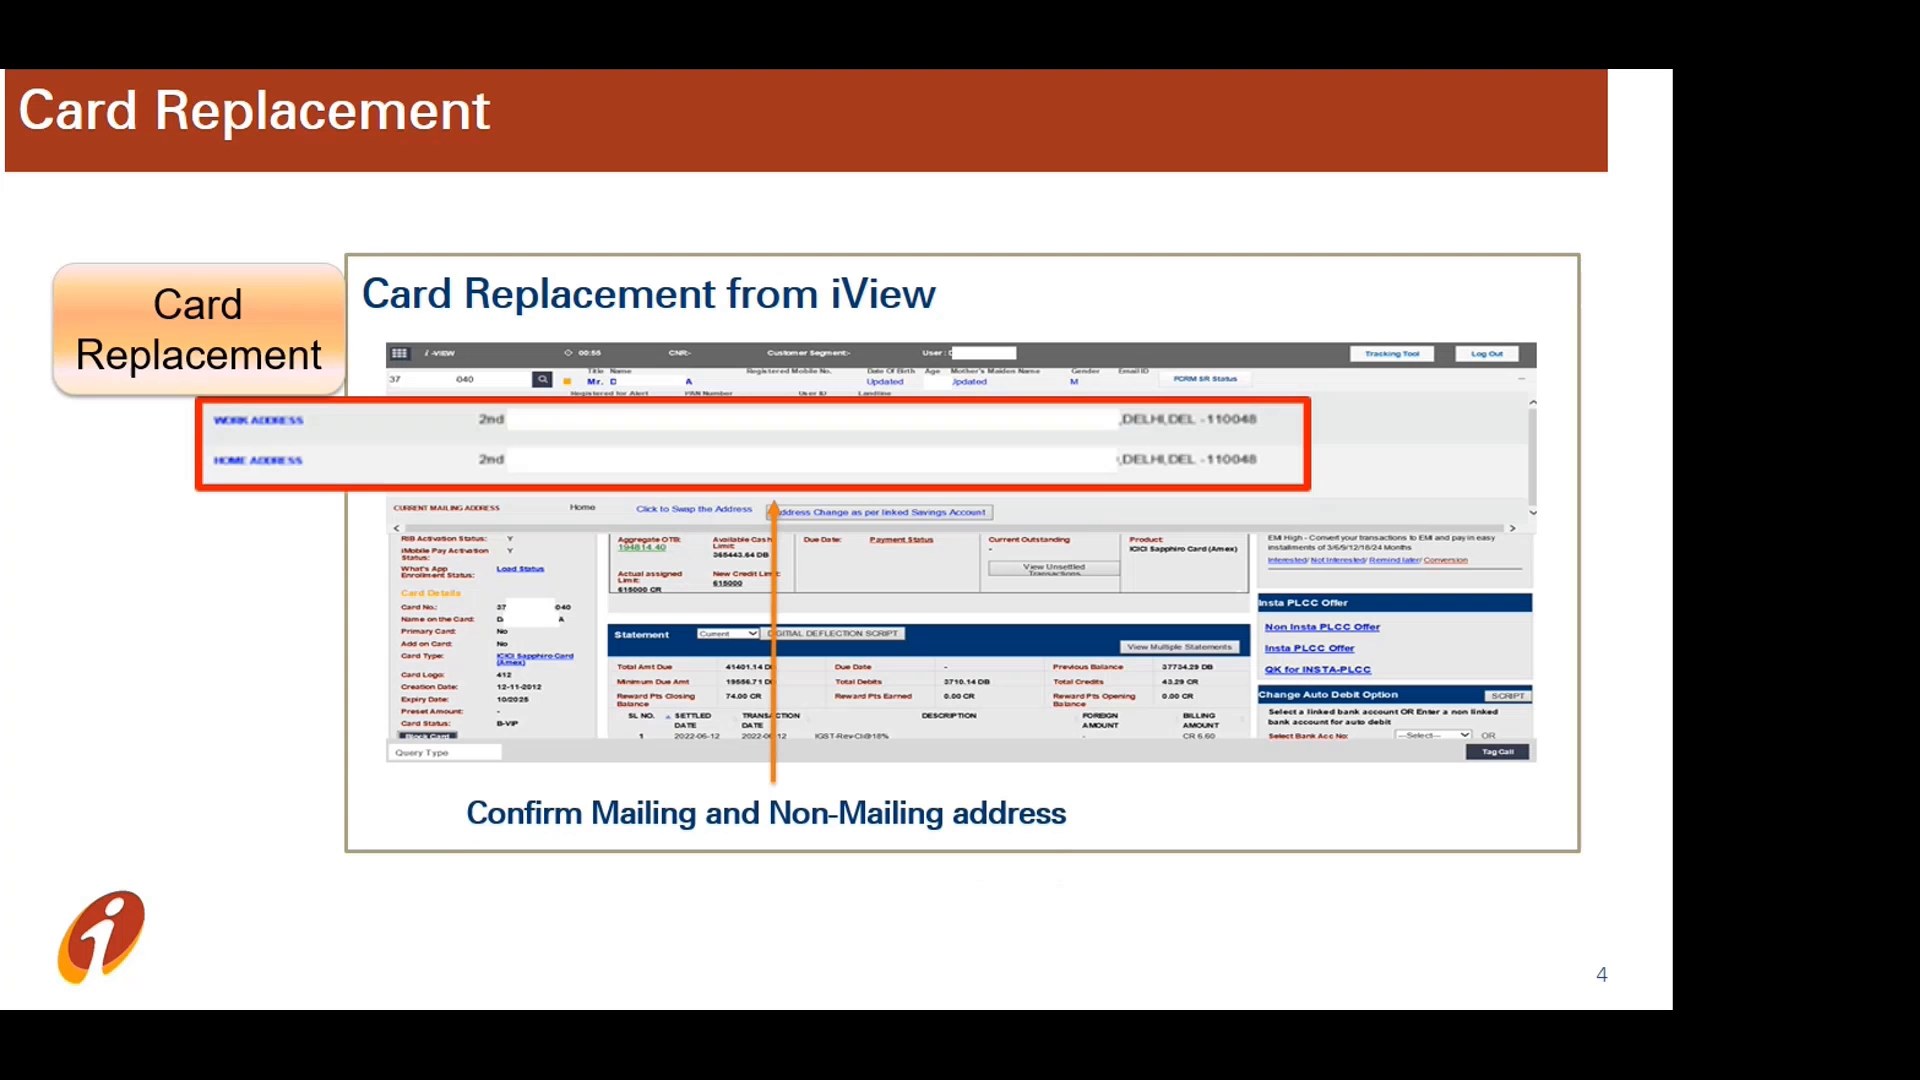 Card Replacement
Card
Replacement
Card Replacement from iView
i-VIEW 00:55 CNR:- Customer Segment:- User: Tracking Tool Log Out
37 040
Title Name Registered Mobile No. Date Of Birth Age Mother's Maiden Name Gender Email ID
Mr. D A Updated Updated M FCRM SR Status
Registered for Alert PAN Number User ID Landline
WORK ADDRESS 2nd ,DELHI,DEL - 110048
HOME ADDRESS 2nd ,DELHI,DEL - 110048
CURRENT MAILING ADDRESS Home Click to Swap the Address Address Change as per linked Savings Account
RIB Activation Status: Y
iMobile Pay Activation Status: Y
What's App Enrollment Status: Load Status
Card Details
Card No.: 37 040
Name on the Card: D A
Primary Card: No
Add on Card: No
Card Type: ICICI Sapphiro Card (Amex)
Card Logo: 412
Creation Date: 12-11-2012
Expiry Date: 10/2025
Preset Amount: -
Card Status: B-VIP
Block Card
Query Type
Aggregate OTB: 194814.40
Available Cash Limit: 365443.64 DB
Due Date: Payment Status
Current Outstanding
-
View Unsettled Transactions
Product:
ICICI Sapphiro Card (Amex)
Actual assigned Limit: 615000 CR
New Credit Limit: 615000
Statement Current DIGITIAL DEFLECTION SCRIPT
View Multiple Statements
Total Amt Due 41401.14 DB Due Date - Previous Balance 37734.29 DB
Minimum Due Amt 19556.71 DB Total Debits 3710.14 DB Total Credits 43.29 CR
Reward Pts Closing Balance 74.00 CR Reward Pts Earned 0.00 CR Reward Pts Opening Balance 0.00 CR
SL NO. SETTLED DATE TRANSACTION DATE DESCRIPTION FOREIGN AMOUNT BILLING AMOUNT
1 2022-06-12 2022-06-12 IGST-Rev-CI@18% - CR 6.60
EMI High - Convert your transactions to EMI and pay in easy
installments of 3/6/9/12/18/24 Months
Interested/ Not Interested/ Remind later/ Conversion
Insta PLCC Offer
Non Insta PLCC Offer
Insta PLCC Offer
QK for INSTA-PLCC
Change Auto Debit Option SCRIPT
Select a linked bank account OR Enter a non linked
bank account for auto debit
Select Bank Acc No: ---Select--- OR
Tag Call
Confirm Mailing and Non-Mailing address
4